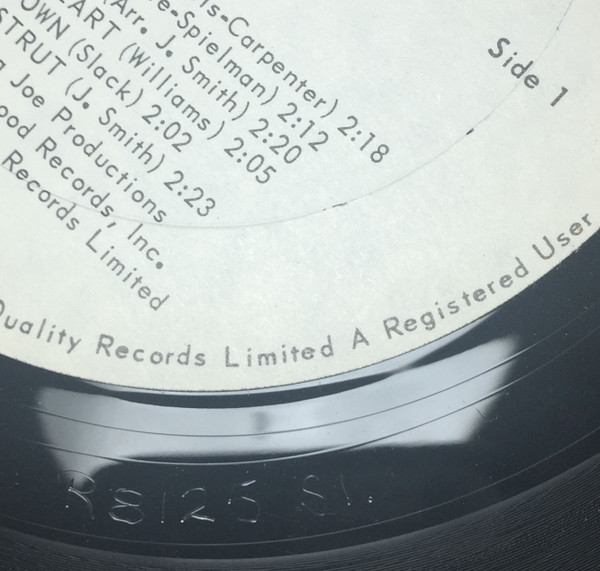 is-Carpenter) 2:18
e-Spielman) 2:12
(Arr. J. Smith) 2:20
EART (Williams) 2:05
OWN (Slack) 2:02
STRUT (J. Smith) 2:23
Joe Productions
ood Records, Inc.
Records Limited
Side 1
Quality Records Limited A Registered User
R8125 S1.